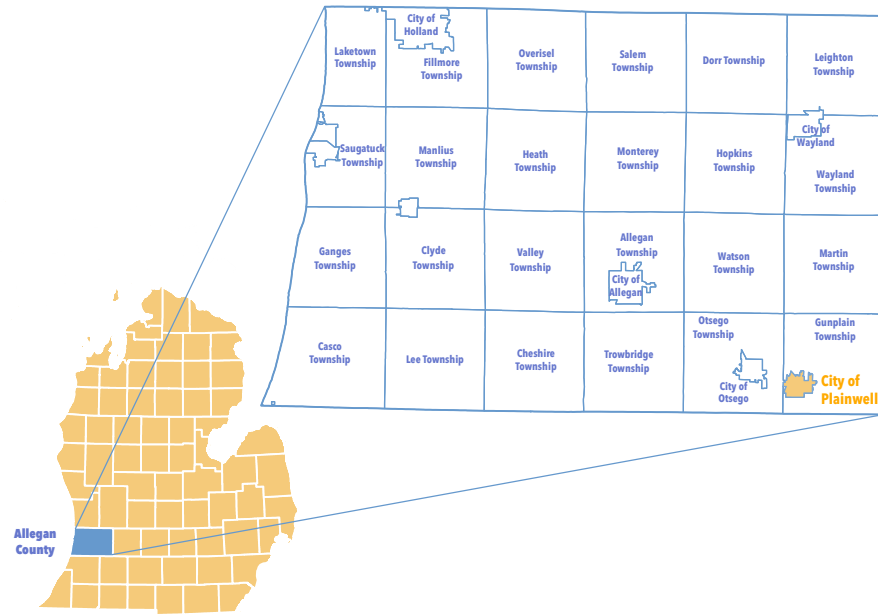 City of
Holland
Laketown
Township
Fillmore
Township
Overisel
Township
Salem
Township
Dorr Township
Leighton
Township
Saugatuck
Township
Manlius
Township
Heath
Township
Monterey
Township
Hopkins
Township
City of
Wayland
Wayland
Township
Ganges
Township
Clyde
Township
Valley
Township
Allegan
Township
City of
Allegan
Watson
Township
Martin
Township
Casco
Township
Lee Township
Cheshire
Township
Trowbridge
Township
Otsego
Township
City of
Otsego
Gunplain
Township
City of
Plainwell
Allegan
County